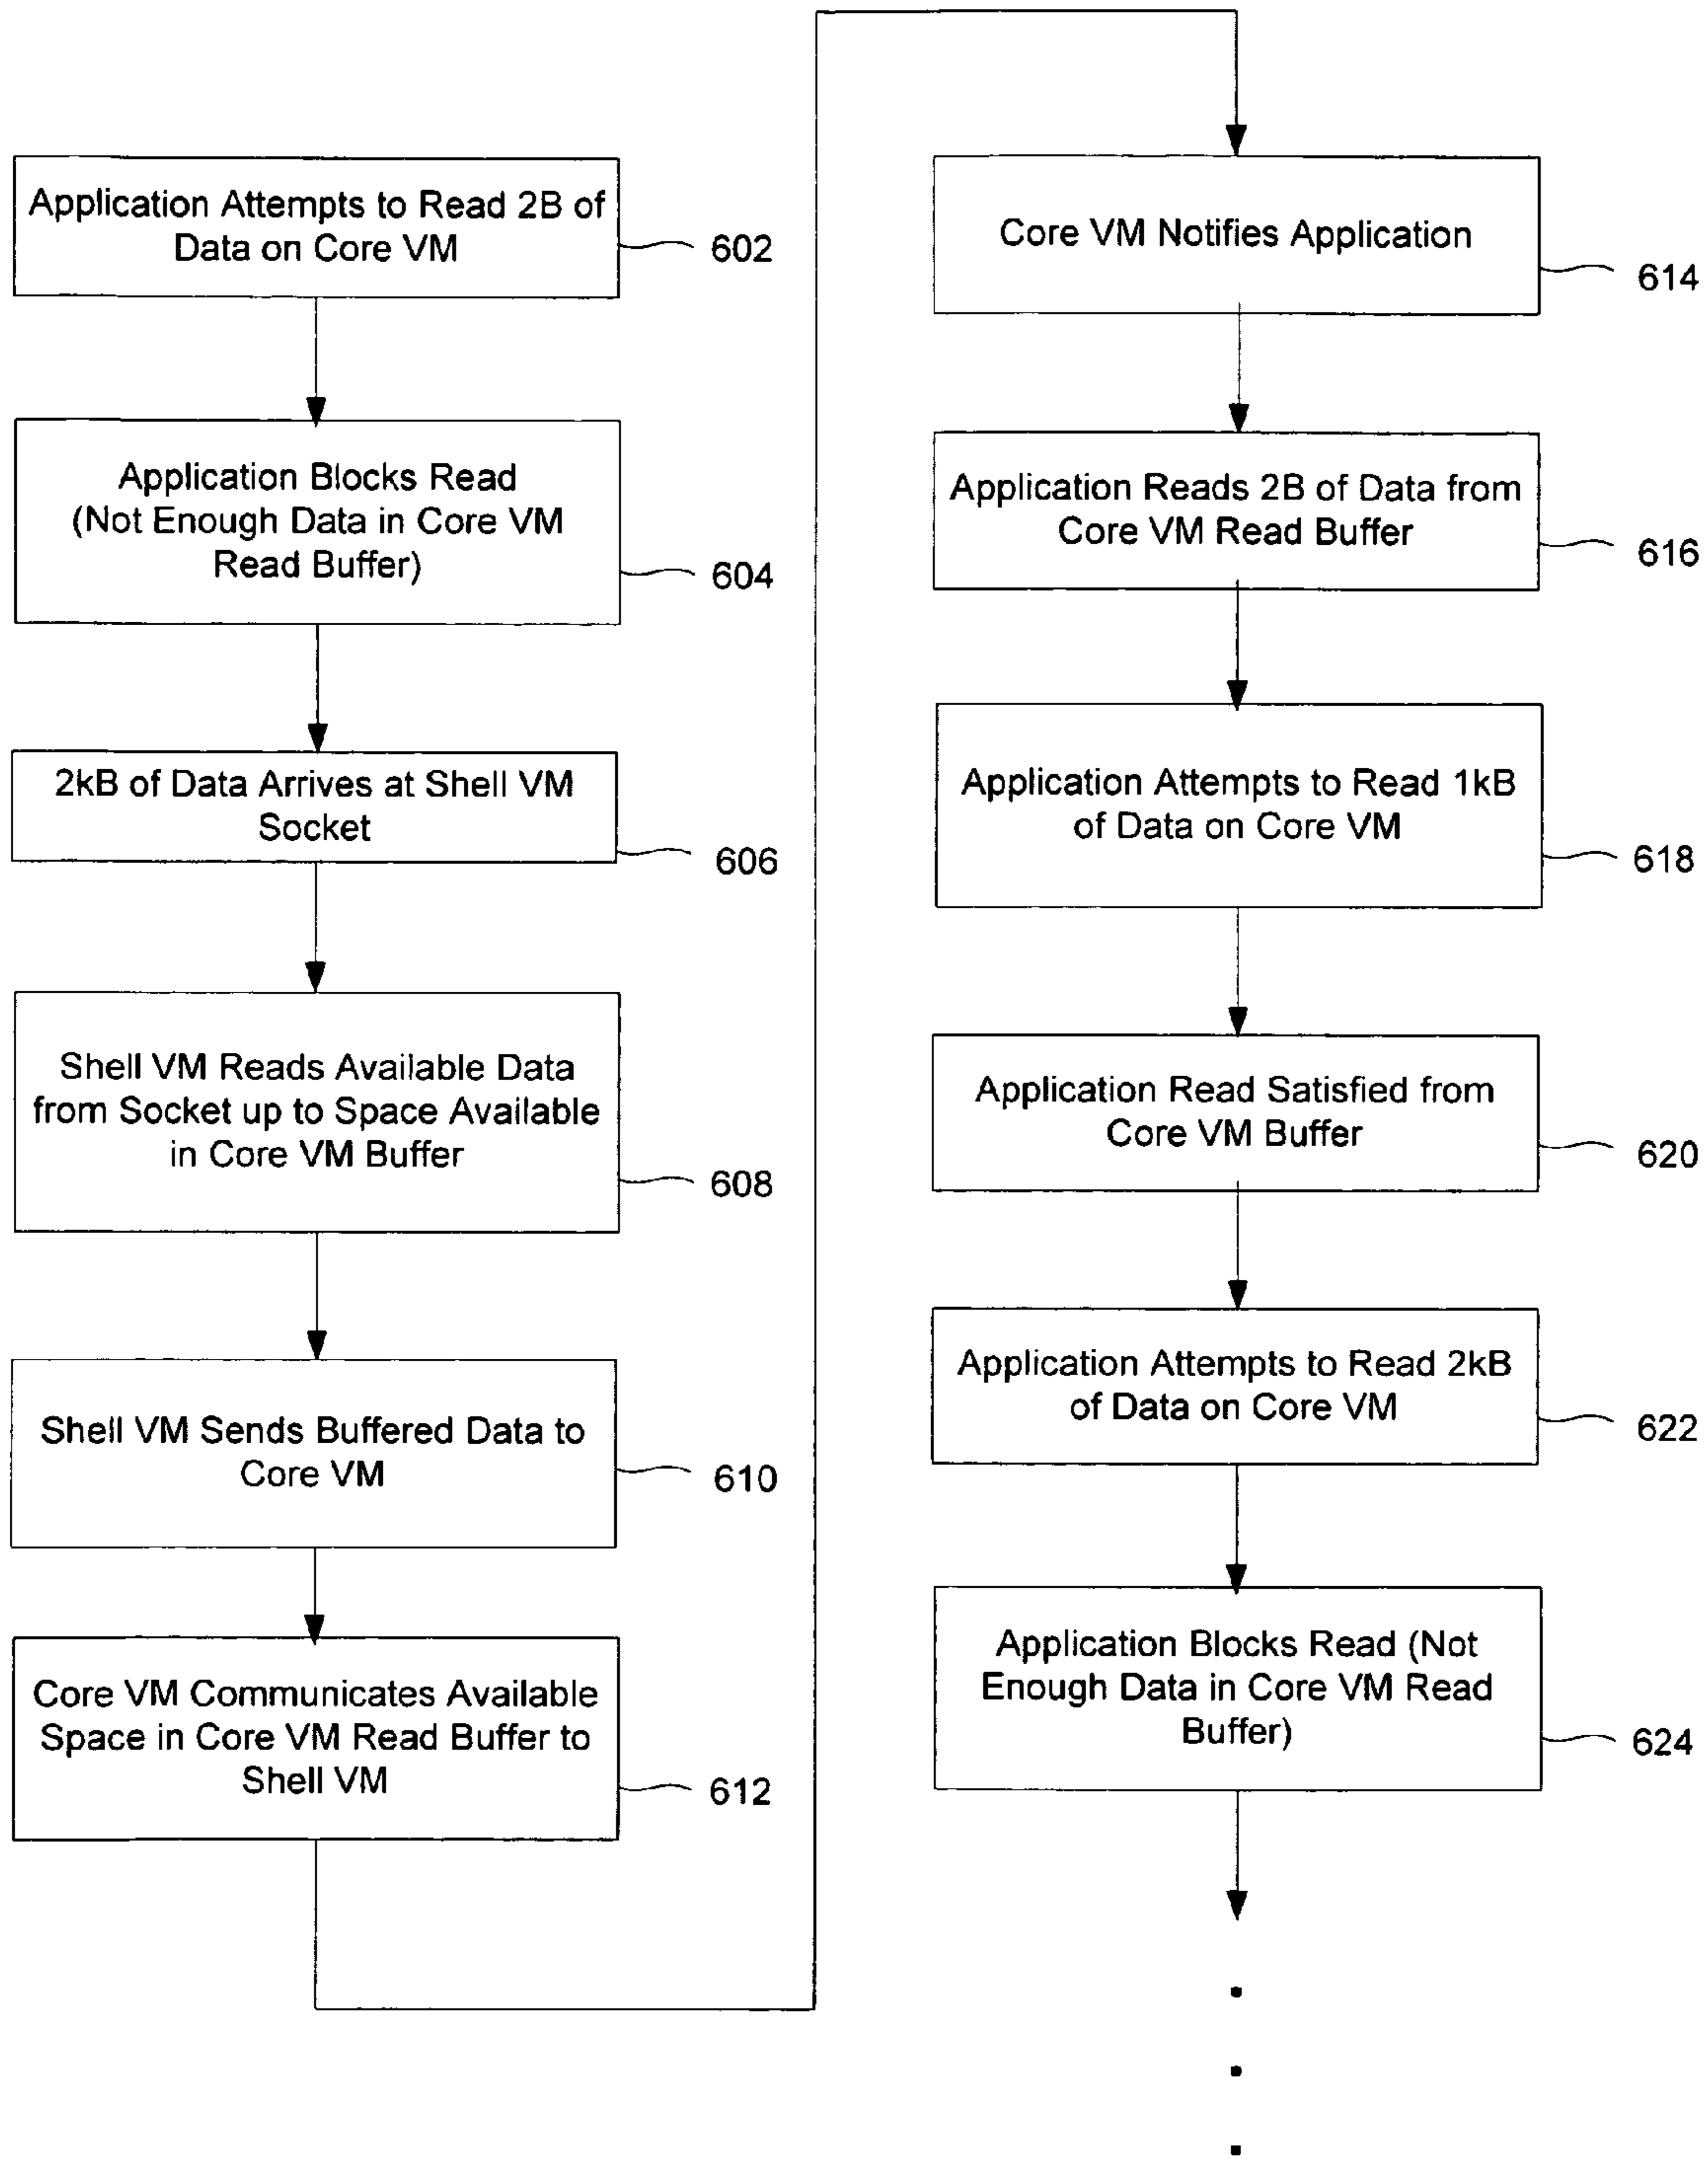 Application Attempts to Read 2B of
Data on Core VM
602
Application Blocks Read
(Not Enough Data in Core VM
Read Buffer)
604
2kB of Data Arrives at Shell VM
Socket
606
Shell VM Reads Available Data
from Socket up to Space Available
in Core VM Buffer
608
Shell VM Sends Buffered Data to
Core VM
610
Core VM Communicates Available
Space in Core VM Read Buffer to
Shell VM
612
Core VM Notifies Application
614
Application Reads 2B of Data from
Core VM Read Buffer
616
Application Attempts to Read 1kB
of Data on Core VM
618
Application Read Satisfied from
Core VM Buffer
620
Application Attempts to Read 2kB
of Data on Core VM
622
Application Blocks Read (Not
Enough Data in Core VM Read
Buffer)
624